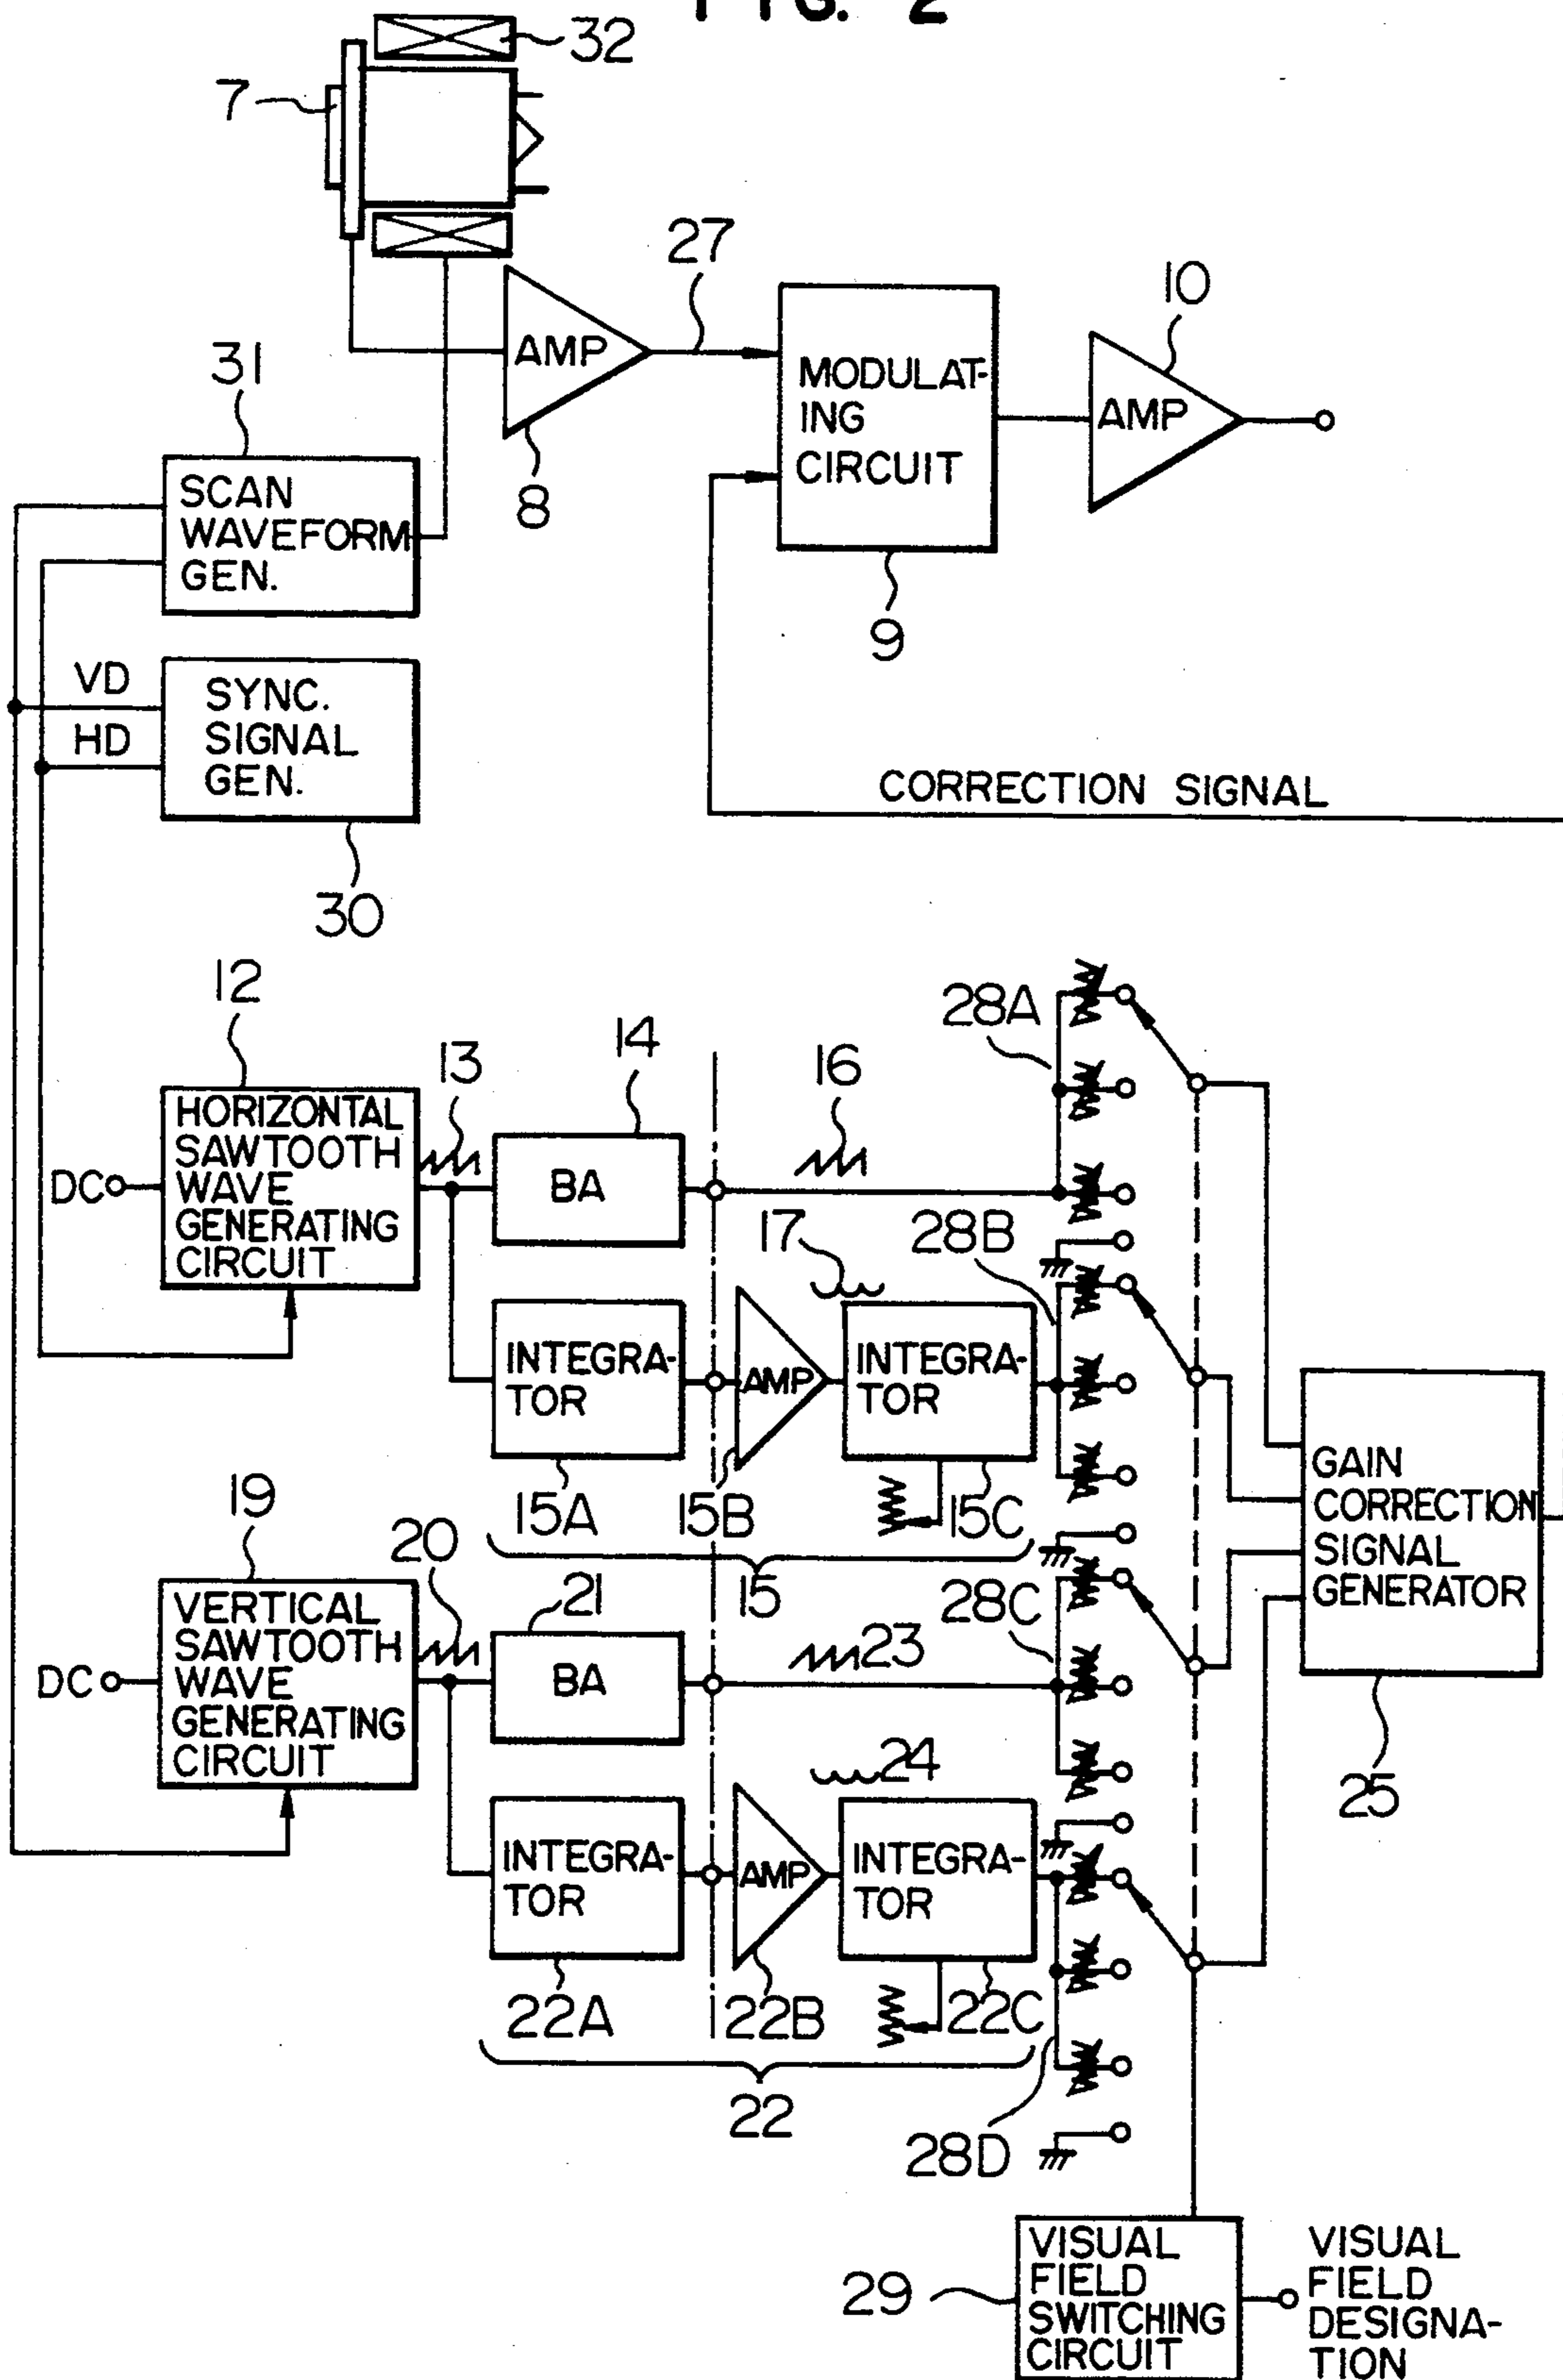 FIG. 2
32
7
27
10
AMP
8
MODULAT-
ING
CIRCUIT
9
AMP
31
SCAN
WAVEFORM
GEN.
VD
HD
SYNC.
SIGNAL
GEN.
30
CORRECTION SIGNAL
12
HORIZONTAL
SAWTOOTH
WAVE
GENERATING
CIRCUIT
DC
13
14
BA
16
28A
17
28B
INTEGRA-
TOR
AMP
INTEGRA-
TOR
15A
15B
15C
15
19
VERTICAL
SAWTOOTH
WAVE
GENERATING
CIRCUIT
DC
20
21
BA
23
28C
24
INTEGRA-
TOR
AMP
INTEGRA-
TOR
22A
22B
22C
22
28D
GAIN
CORRECTION
SIGNAL
GENERATOR
25
29
VISUAL
FIELD
SWITCHING
CIRCUIT
VISUAL
FIELD
DESIGNA-
TION